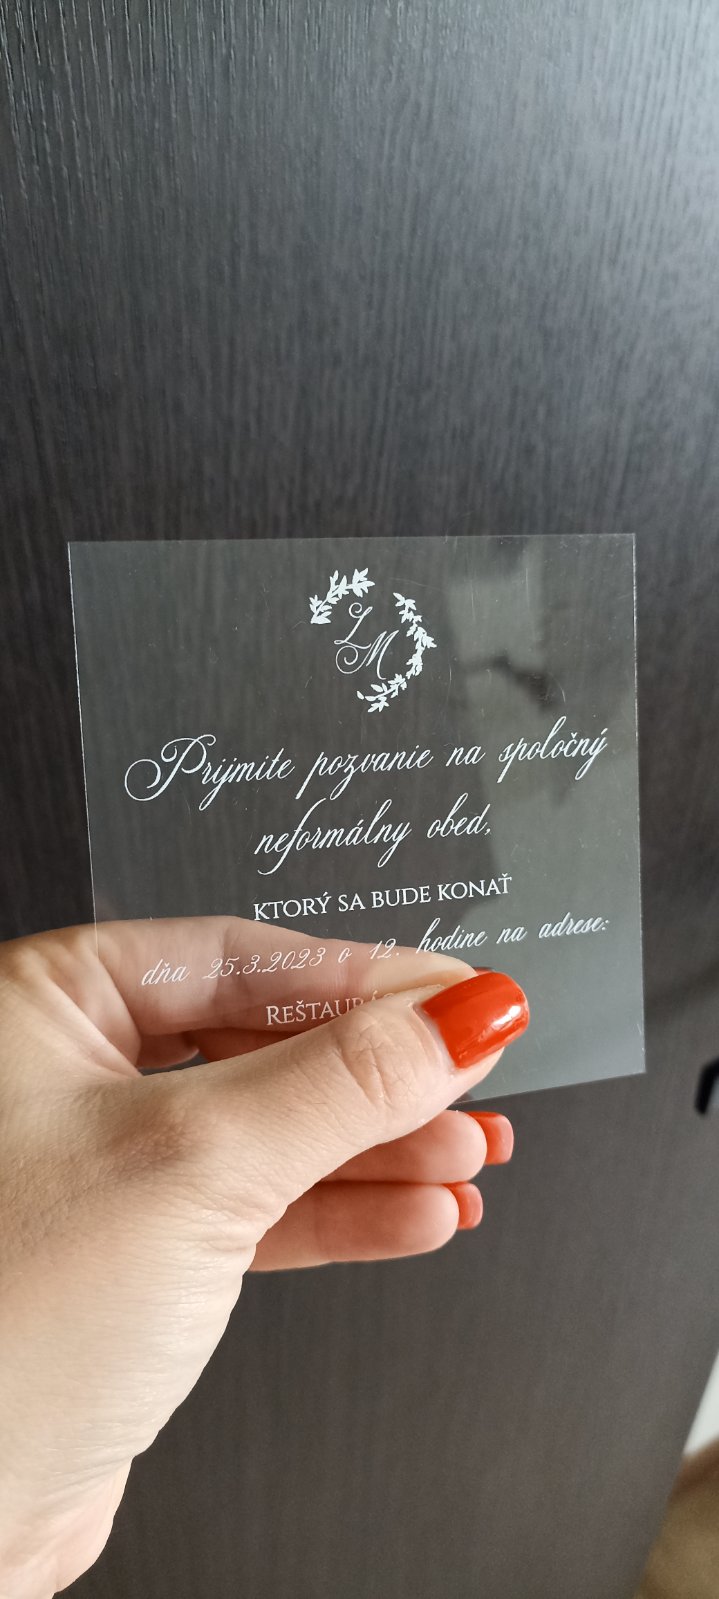 LM
Prijmite pozvanie na spoločný
neformálny obed,
KTORÝ SA BUDE KONAŤ
dňa 25.3.2023 o 12. hodine na adrese: